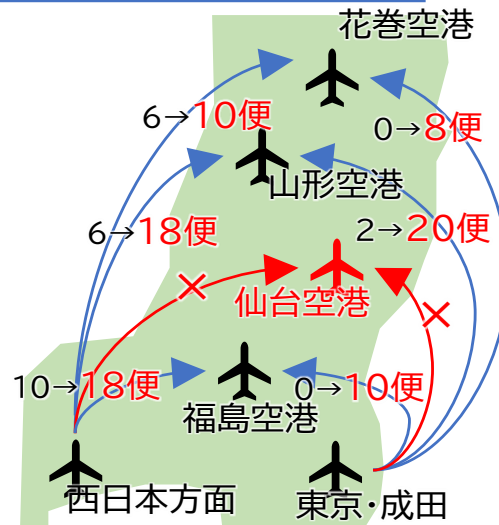 花巻空港
6→10便
0→8便
山形空港
6→18便
2→20便
仙台空港
10→18便
0→10便
福島空港
西日本方面
東京・成田